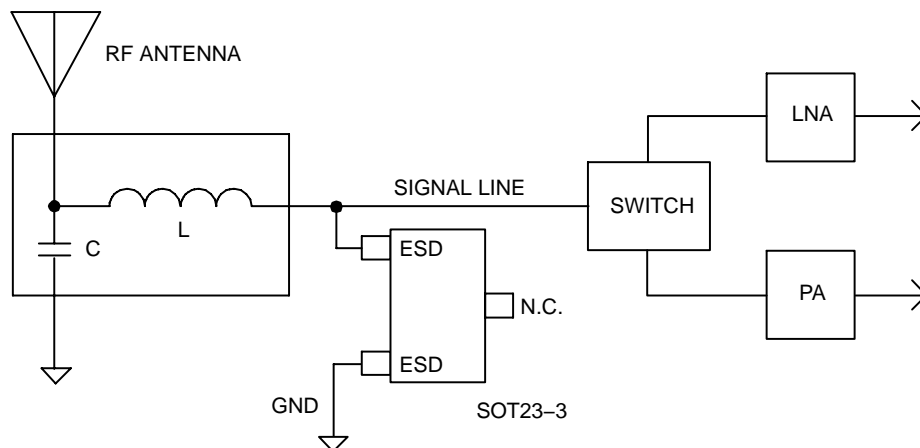 RF ANTENNA
LNA
SIGNAL LINE
SWITCH
L
C
ESD
N.C.
PA
ESD
GND
SOT23–3